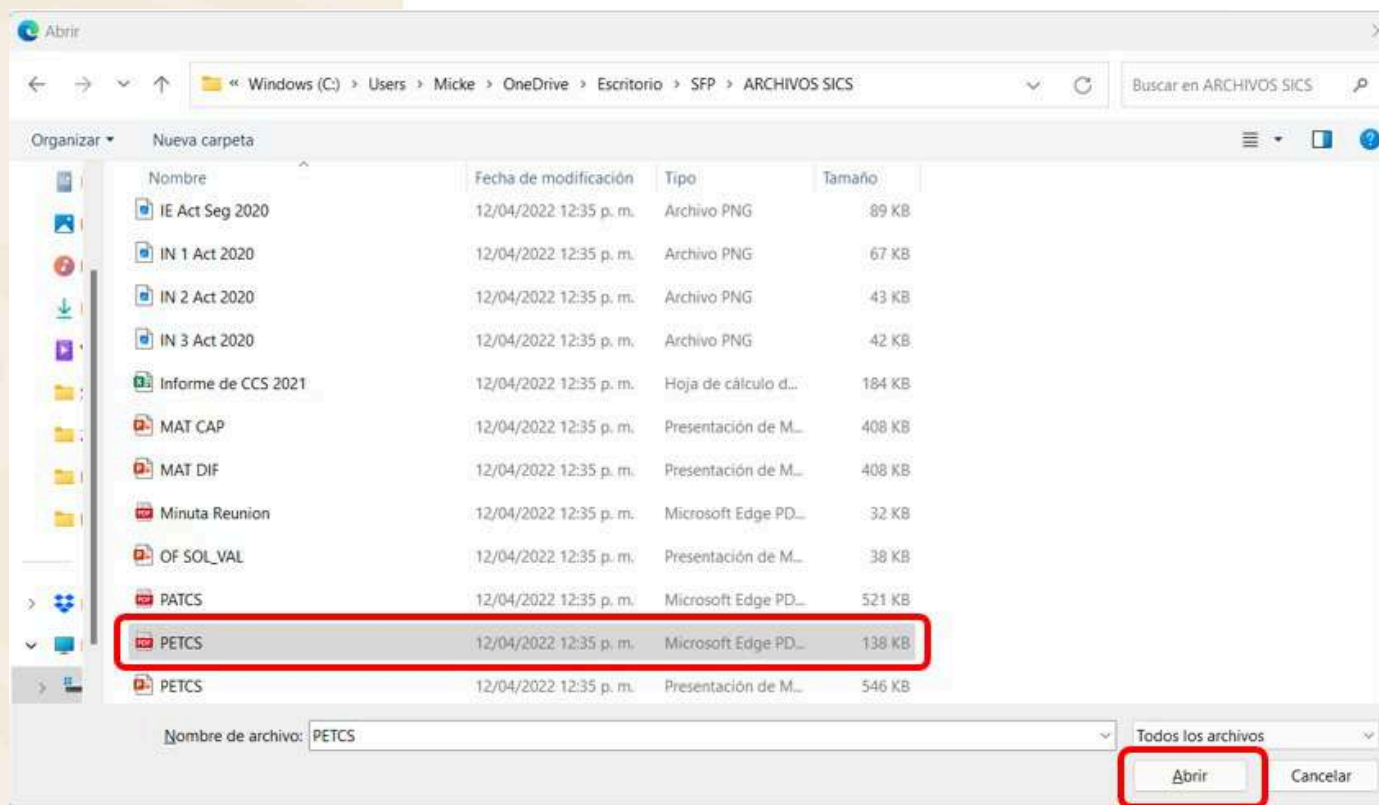 Abrir
« Windows (C:) › Users › Micke › OneDrive › Escritorio › SFP › ARCHIVOS SICS
Buscar en ARCHIVOS SICS
Organizar Nueva carpeta
Nombre Fecha de modificación Tipo Tamaño
IE Act Seg 2020 12/04/2022 12:35 p. m. Archivo PNG 89 KB
IN 1 Act 2020 12/04/2022 12:35 p. m. Archivo PNG 67 KB
IN 2 Act 2020 12/04/2022 12:35 p. m. Archivo PNG 43 KB
IN 3 Act 2020 12/04/2022 12:35 p. m. Archivo PNG 42 KB
Informe de CCS 2021 12/04/2022 12:35 p. m. Hoja de cálculo d... 184 KB
MAT CAP 12/04/2022 12:35 p. m. Presentación de M... 408 KB
MAT DIF 12/04/2022 12:35 p. m. Presentación de M... 408 KB
Minuta Reunion 12/04/2022 12:35 p. m. Microsoft Edge PD... 32 KB
OF SOL_VAL 12/04/2022 12:35 p. m. Presentación de M... 38 KB
PATCS 12/04/2022 12:35 p. m. Microsoft Edge PD... 521 KB
PETCS 12/04/2022 12:35 p. m. Microsoft Edge PD... 138 KB
PETCS 12/04/2022 12:35 p. m. Presentación de M... 546 KB
Nombre de archivo: PETCS Todos los archivos
Abrir Cancelar